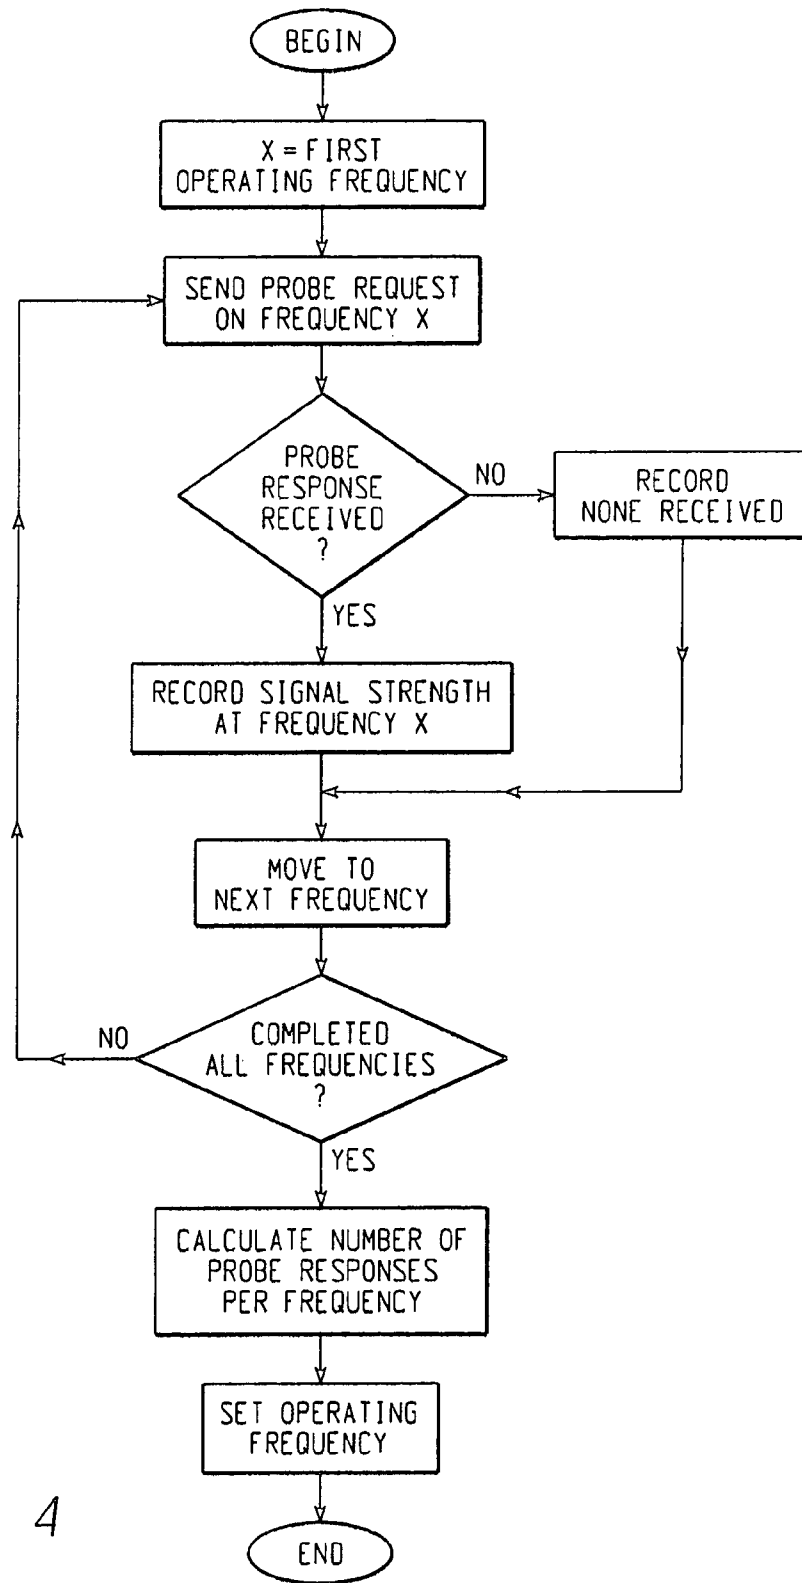 BEGIN
X = FIRST
OPERATING FREQUENCY
SEND PROBE REQUEST
ON FREQUENCY X
PROBE
RESPONSE
RECEIVED
?
NO
RECORD
NONE RECEIVED
YES
RECORD SIGNAL STRENGTH
AT FREQUENCY X
MOVE TO
NEXT FREQUENCY
NO
COMPLETED
ALL FREQUENCIES
?
YES
CALCULATE NUMBER OF
PROBE RESPONSES
PER FREQUENCY
SET OPERATING
FREQUENCY
4
END